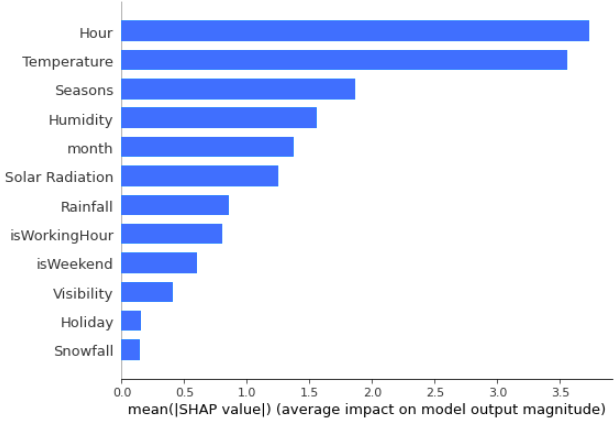 Hour
Temperature
Seasons
Humidity
month
Solar Radiation
Rainfall
isWorkingHour
isWeekend
Visibility
Holiday
Snowfall
0.0 0.5 1.0 1.5 2.0 2.5 3.0 3.5
mean(|SHAP value|) (average impact on model output magnitude)